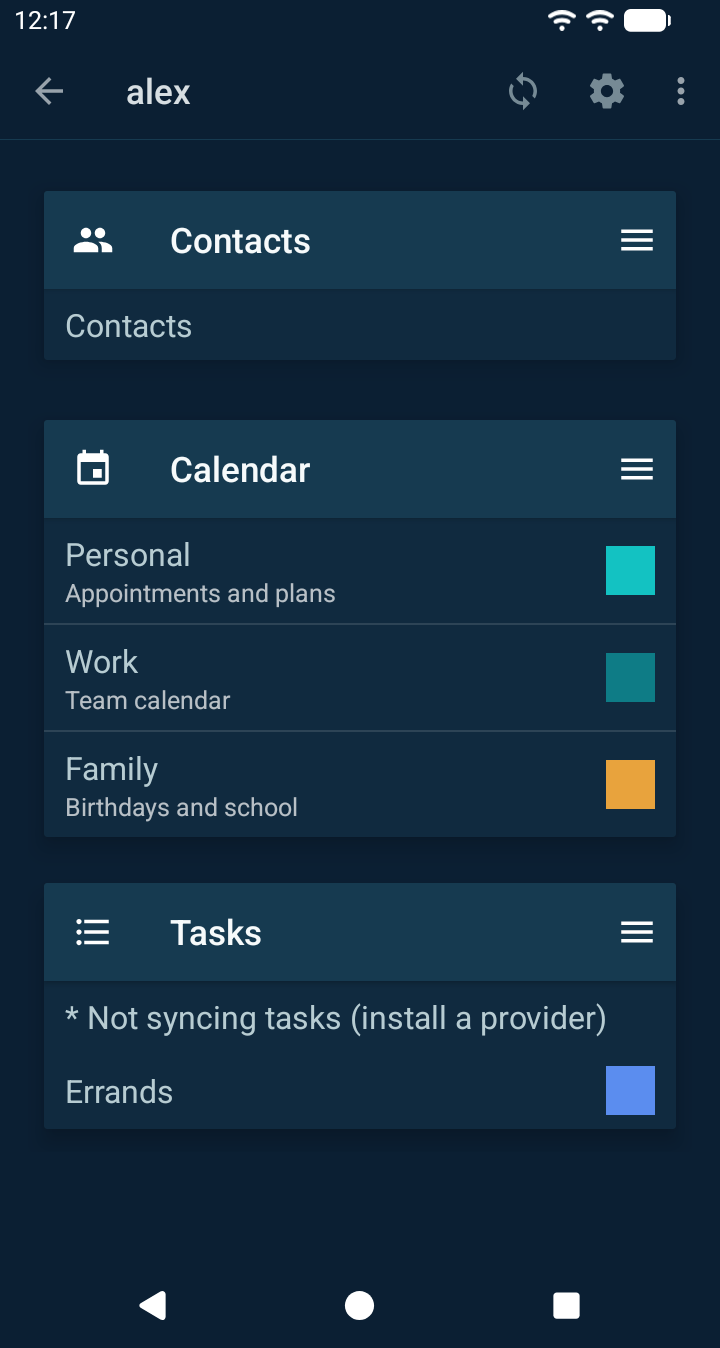 12:17
alex
Contacts
Contacts
Calendar
Personal
Appointments and plans
Work
Team calendar
Family
Birthdays and school
Tasks
* Not syncing tasks (install a provider)
Errands